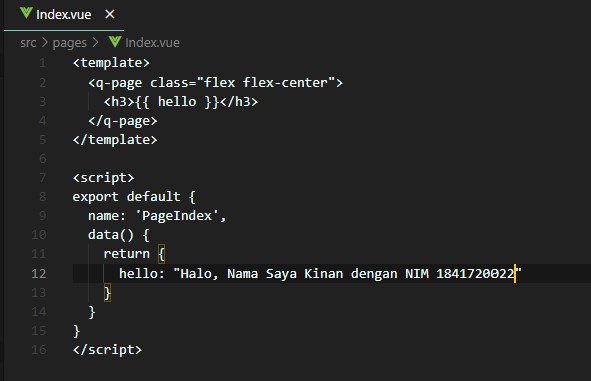 Index.vue
src > pages > Index.vue
1 <template>
2 <q-page class="flex flex-center">
3 <h3>{{ hello }}</h3>
4 </q-page>
5 </template>
6
7 <script>
8 export default {
9 name: 'PageIndex',
10 data() {
11 return {
12 hello: "Halo, Nama Saya Kinan dengan NIM 1841720022"
13 }
14 }
15 }
16 </script>